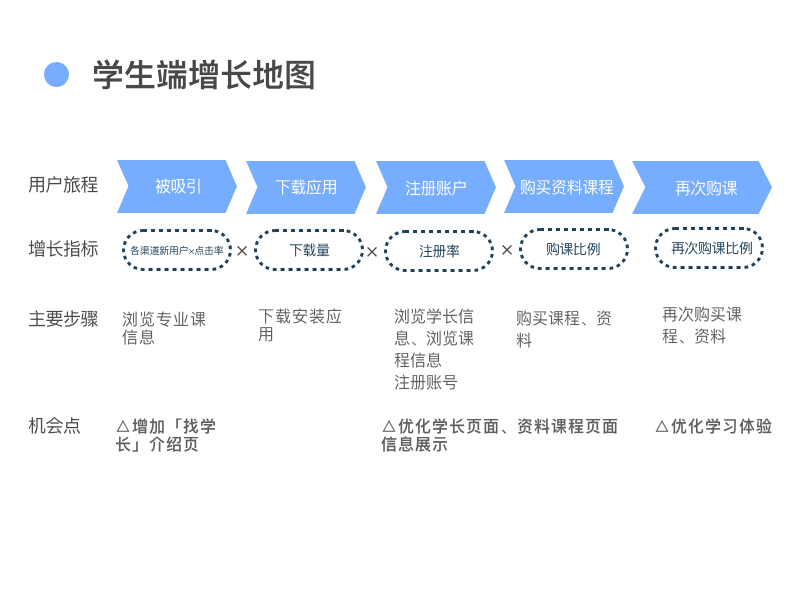 学生端增长地图
用户旅程
被吸引
下载应用
注册账户
购买资料课程
再次购课
增长指标
各渠道新用户×点击率
×
下载量
×
注册率
×
购课比例
再次购课比例
主要步骤
浏览专业课
信息
下载安装应
用
浏览学长信
息、浏览课
程信息
注册账号
购买课程、资
料
再次购买课
程、资料
机会点
△增加「找学
长」介绍页
△优化学长页面、资料课程页面
信息展示
△优化学习体验